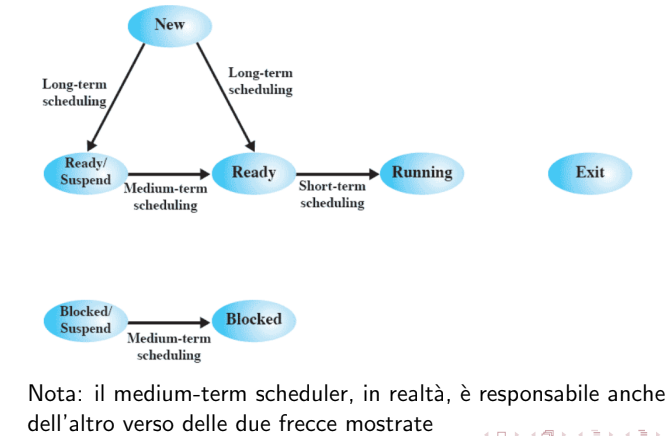 New
Long-term
scheduling
Long-term
scheduling
Ready/
Suspend
Medium-term
scheduling
Ready
Short-term
scheduling
Running
Exit
Blocked/
Suspend
Medium-term
scheduling
Blocked
Nota: il medium-term scheduler, in realtà, è responsabile anche
dell'altro verso delle due frecce mostrate